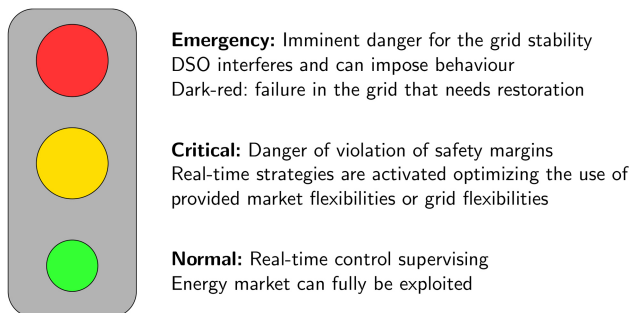 Emergency: Imminent danger for the grid stability
DSO interferes and can impose behaviour
Dark-red: failure in the grid that needs restoration
Critical: Danger of violation of safety margins
Real-time strategies are activated optimizing the use of
provided market flexibilities or grid flexibilities
Normal: Real-time control supervising
Energy market can fully be exploited